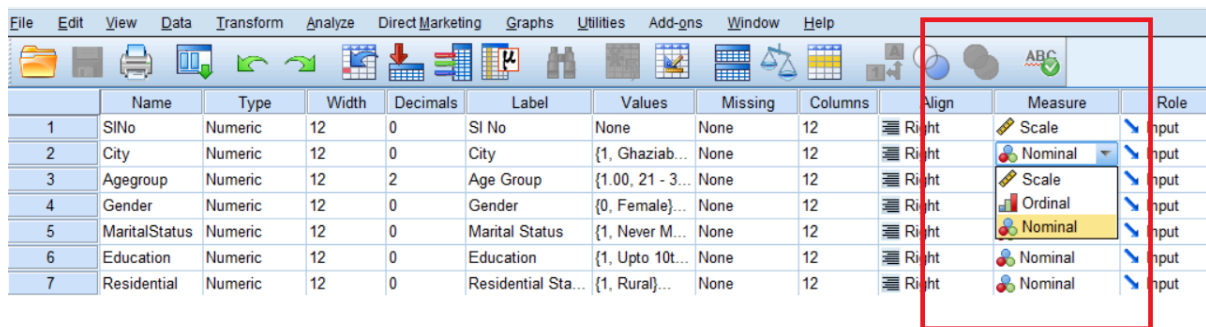 File Edit View Data Transform Analyze Direct Marketing Graphs Utilities Add-ons Window Help
μ A 1 ABC
Name Type Width Decimals Label Values Missing Columns Align Measure Role
1 SlNo Numeric 12 0 Sl No None None 12 Right Scale Input
2 City Numeric 12 0 City {1, Ghaziab... None 12 Right Nominal Input
3 Agegroup Numeric 12 2 Age Group {1.00, 21 - 3... None 12 Right Scale Input
4 Gender Numeric 12 0 Gender {0, Female}... None 12 Right Ordinal Input
5 MaritalStatus Numeric 12 0 Marital Status {1, Never M... None 12 Right Nominal Input
6 Education Numeric 12 0 Education {1, Upto 10t... None 12 Right Nominal Input
7 Residential Numeric 12 0 Residential Sta... {1, Rural}... None 12 Right Nominal Input